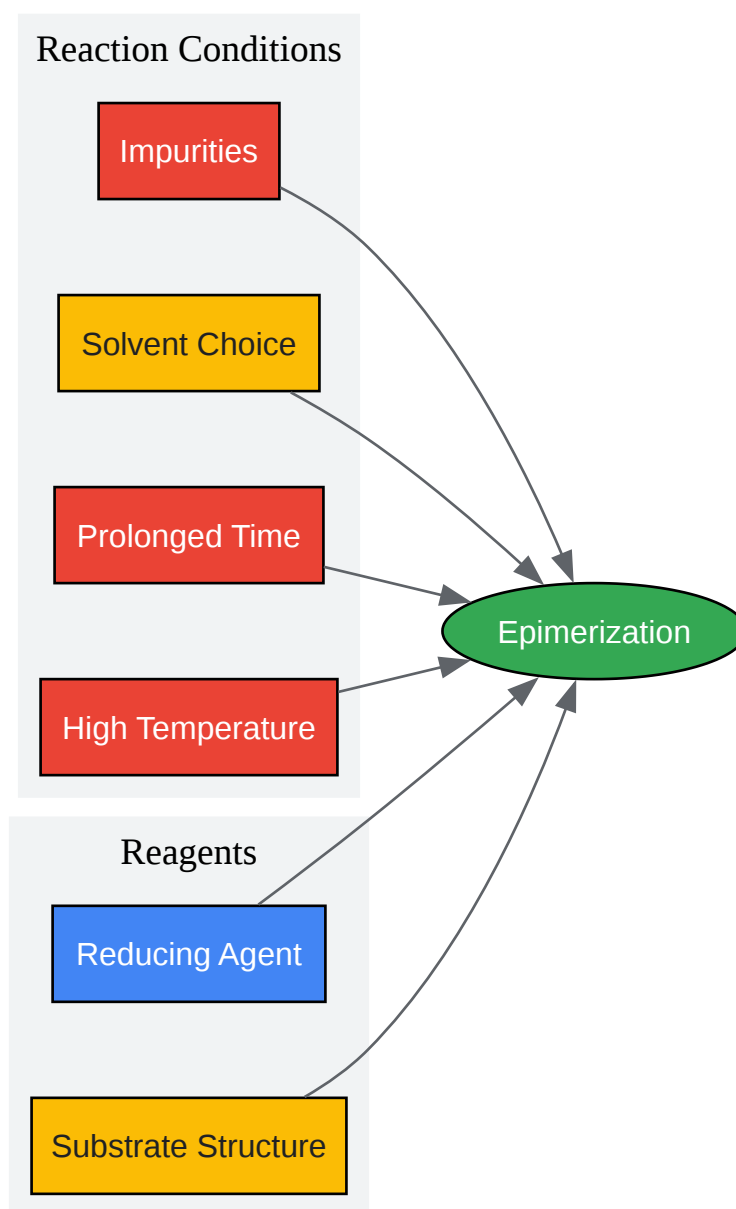 Reaction Conditions
Impurities
Solvent Choice
Prolonged Time
High Temperature
Epimerization
Reagents
Reducing Agent
Substrate Structure